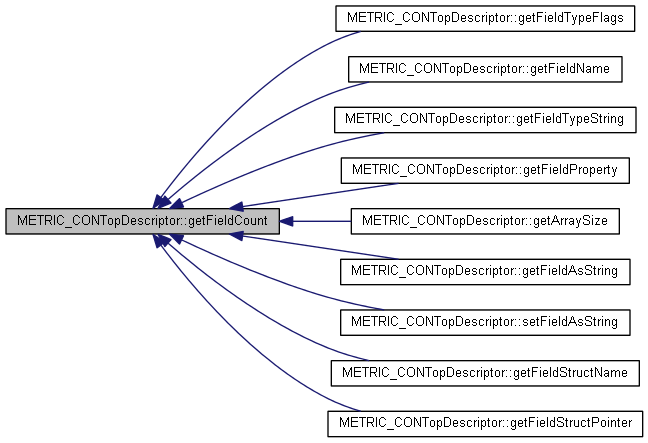 METRIC_CONTopDescriptor::getFieldTypeFlags
METRIC_CONTopDescriptor::getFieldName
METRIC_CONTopDescriptor::getFieldTypeString
METRIC_CONTopDescriptor::getFieldProperty
METRIC_CONTopDescriptor::getFieldCount
METRIC_CONTopDescriptor::getArraySize
METRIC_CONTopDescriptor::getFieldAsString
METRIC_CONTopDescriptor::setFieldAsString
METRIC_CONTopDescriptor::getFieldStructName
METRIC_CONTopDescriptor::getFieldStructPointer